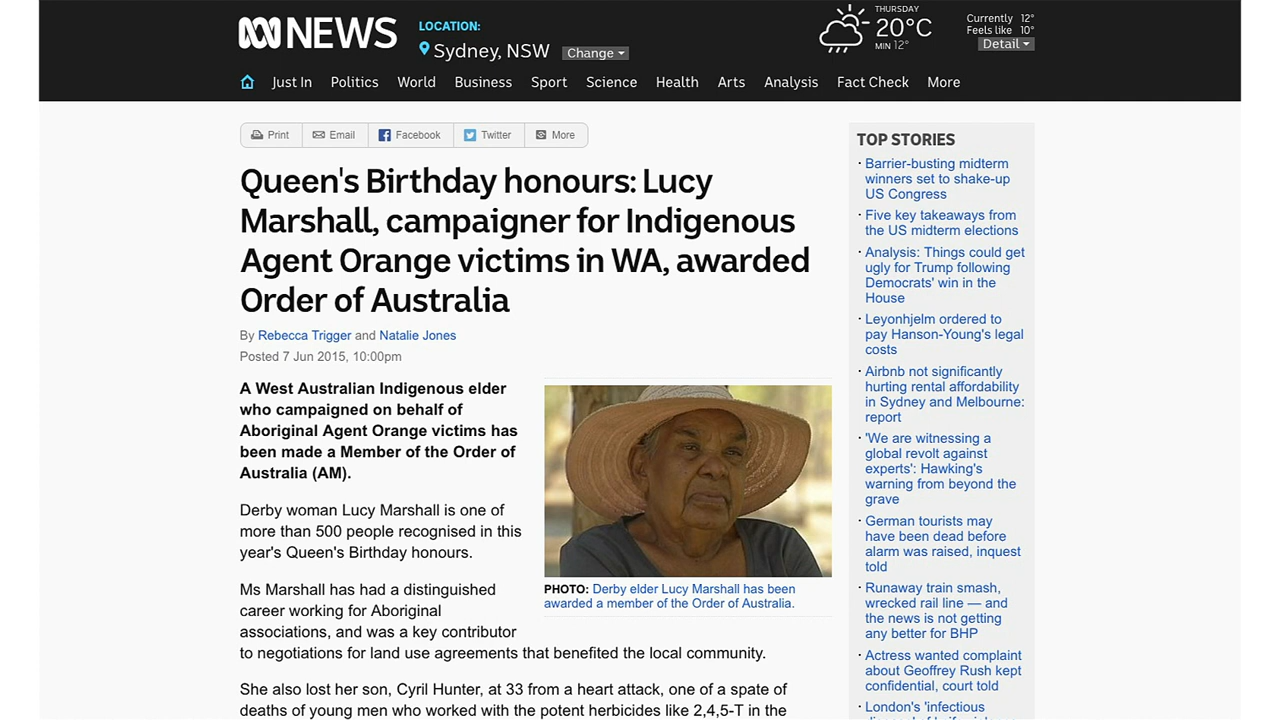 NEWS
LOCATION:
Sydney, NSW
Change
THURSDAY
20°C
MIN 12°
Currently 12°
Feels like 10°
Detail
Just In Politics World Business Sport Science Health Arts Analysis Fact Check More
Print Email Facebook Twitter More
Queen's Birthday honours: Lucy
Marshall, campaigner for Indigenous
Agent Orange victims in WA, awarded
Order of Australia
By Rebecca Trigger and Natalie Jones
Posted 7 Jun 2015, 10:00pm
A West Australian Indigenous elder
who campaigned on behalf of
Aboriginal Agent Orange victims has
been made a Member of the Order of
Australia (AM).
Derby woman Lucy Marshall is one of
more than 500 people recognised in this
year's Queen's Birthday honours.
Ms Marshall has had a distinguished
career working for Aboriginal
associations, and was a key contributor
to negotiations for land use agreements that benefited the local community.
She also lost her son, Cyril Hunter, at 33 from a heart attack, one of a spate of
deaths of young men who worked with the potent herbicides like 2,4,5-T in the
PHOTO: Derby elder Lucy Marshall has been
awarded a member of the Order of Australia.
TOP STORIES
Barrier-busting midterm
winners set to shake-up
US Congress
Five key takeaways from
the US midterm elections
Analysis: Things could get
ugly for Trump following
Democrats' win in the
House
Leyonhjelm ordered to
pay Hanson-Young's legal
costs
Airbnb not significantly
hurting rental affordability
in Sydney and Melbourne:
report
'We are witnessing a
global revolt against
experts': Hawking's
warning from beyond the
grave
German tourists may
have been dead before
alarm was raised, inquest
told
Runaway train smash,
wrecked rail line — and
the news is not getting
any better for BHP
Actress wanted complaint
about Geoffrey Rush kept
confidential, court told
London's 'infectious